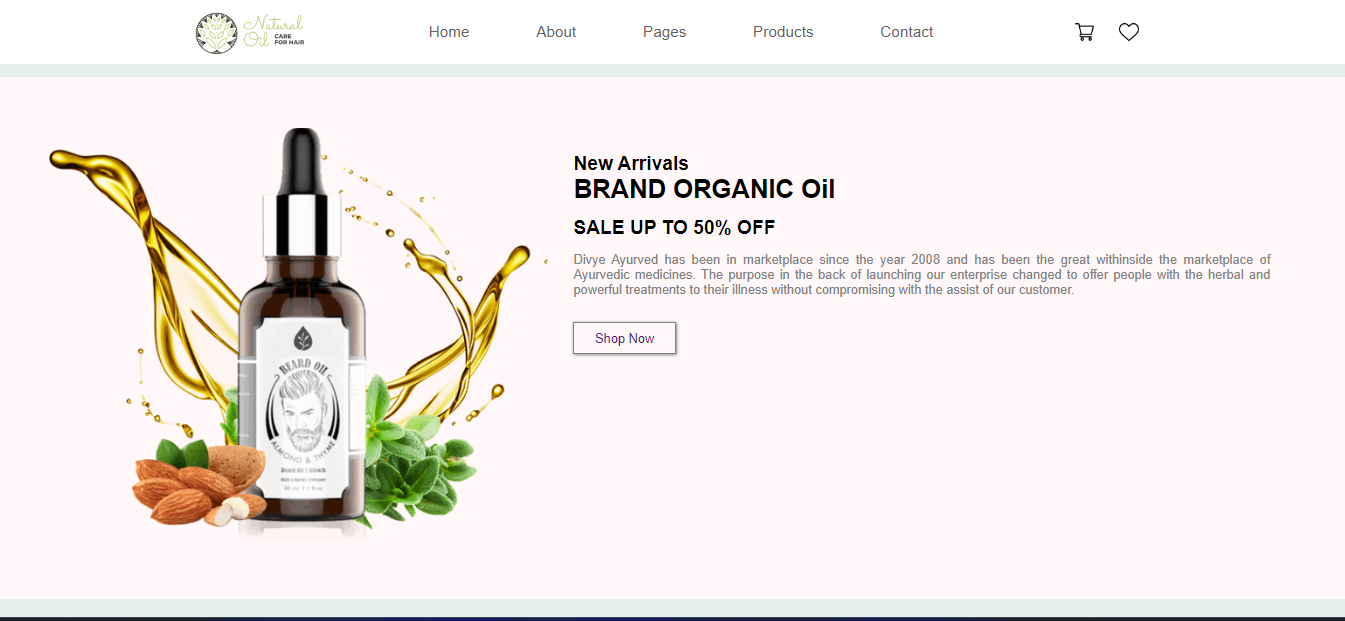 Natural
Oil CARE
FOR HAIR
Home About Pages Products Contact
New Arrivals
BRAND ORGANIC Oil
SALE UP TO 50% OFF
Divye Ayurved has been in marketplace since the year 2008 and has been the great withinside the marketplace of
Ayurvedic medicines. The purpose in the back of launching our enterprise changed to offer people with the herbal and
powerful treatments to their illness without compromising with the assist of our customer.
Shop Now
BEARD OIL
ALMOND & THYME
Beard Oil | Growth